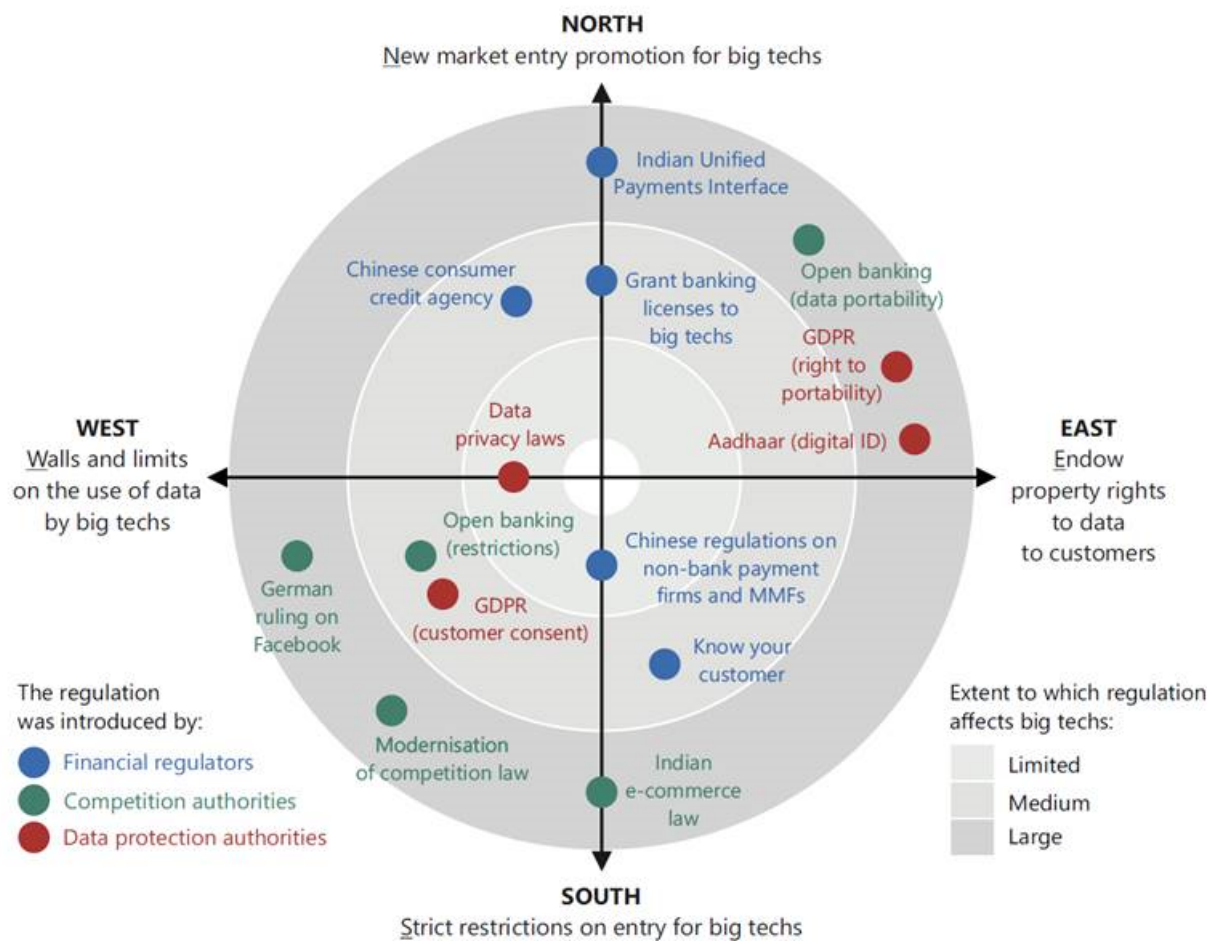 NORTH
New market entry promotion for big techs
Indian Unified
Payments Interface
Open banking
(data portability)
Chinese consumer
credit agency
Grant banking
licenses to
big techs
GDPR
(right to
portability)
Data
privacy laws
Aadhaar (digital ID)
WEST
Walls and limits
on the use of data
by big techs
EAST
Endow
property rights
to data
to customers
Open banking
(restrictions)
Chinese regulations on
non-bank payment
firms and MMFs
German
ruling on
Facebook
GDPR
(customer consent)
Know your
customer
Modernisation
of competition law
Indian
e-commerce
law
The regulation
was introduced by:
Financial regulators
Competition authorities
Data protection authorities
Extent to which regulation
affects big techs:
Limited
Medium
Large
SOUTH
Strict restrictions on entry for big techs